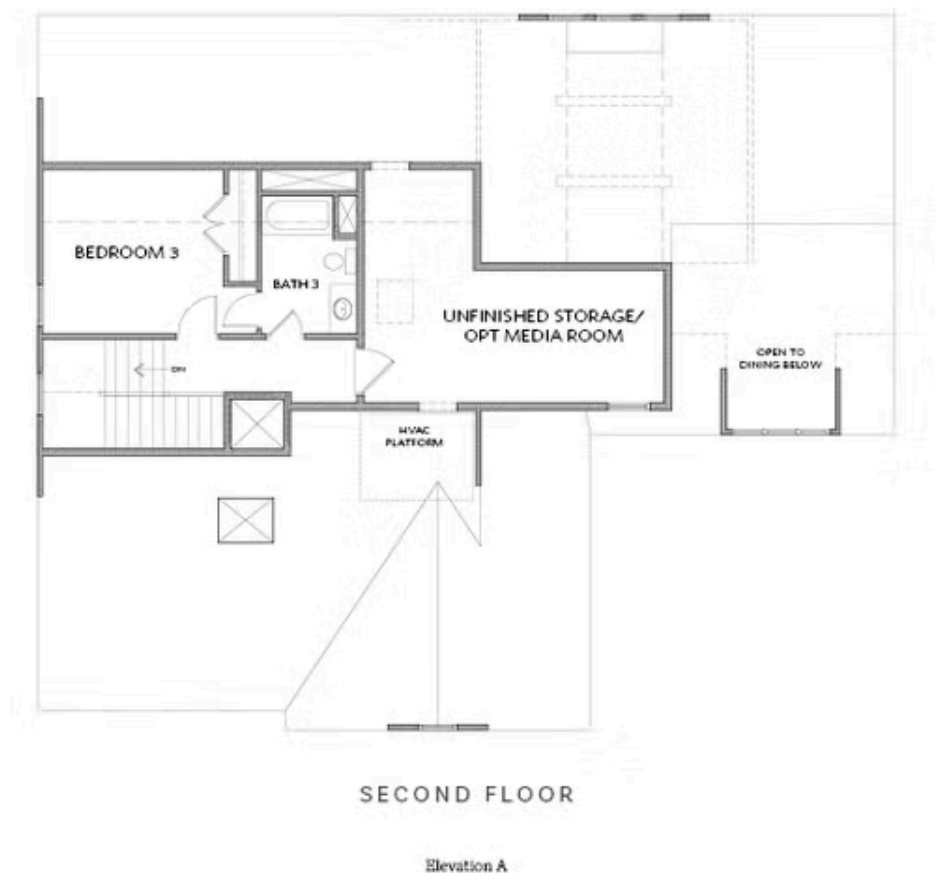 BEDROOM 3
BATH 3
UNFINISHED STORAGE/
OPT MEDIA ROOM
OPEN TO
DINING BELOW
DN
HVAC
PLATFORM
SECOND FLOOR
Elevation A